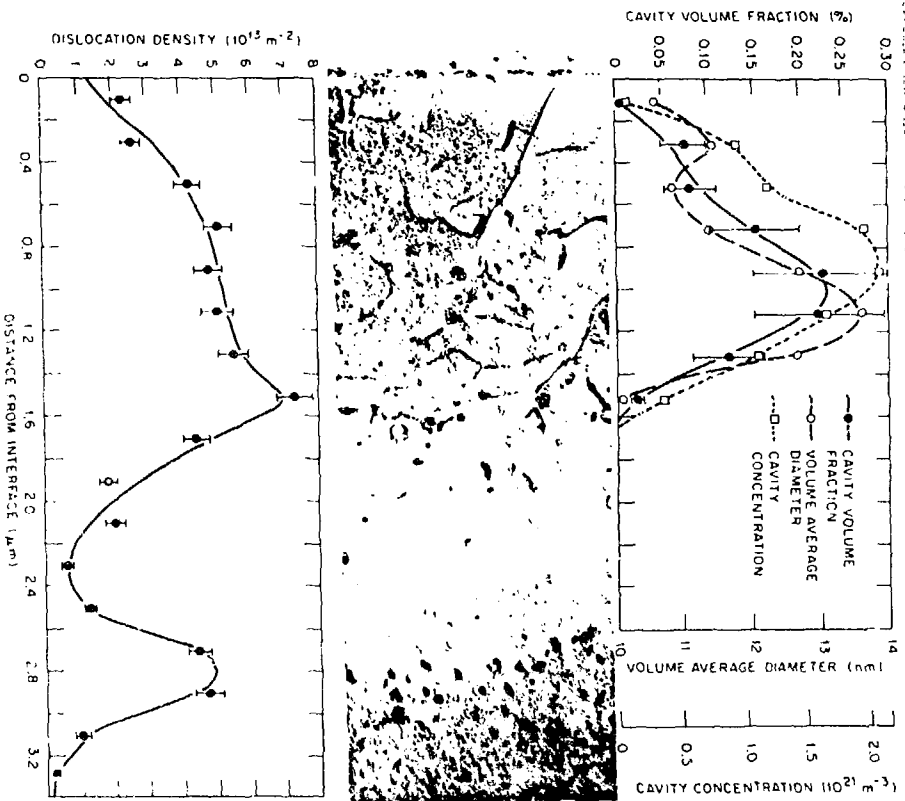 CAVITY VOLUME FRACTION (%)
0 0.05 0.10 0.15 0.20 0.25 0.30
CAVITY VOLUME
FRACTION
VOLUME AVERAGE
DIAMETER
CAVITY
CONCENTRATION
10 11 12 13 14
VOLUME AVERAGE DIAMETER (nm)
0 0.5 1.0 1.5 2.0
CAVITY CONCENTRATION (10²¹ m⁻³)
DISLOCATION DENSITY (10¹³ m⁻²)
0 1 2 3 4 5 6 7 8
0 0.4 0.8 1.2 1.6 2.0 2.4 2.8 3.2
DISTANCE FROM INTERFACE (μm)